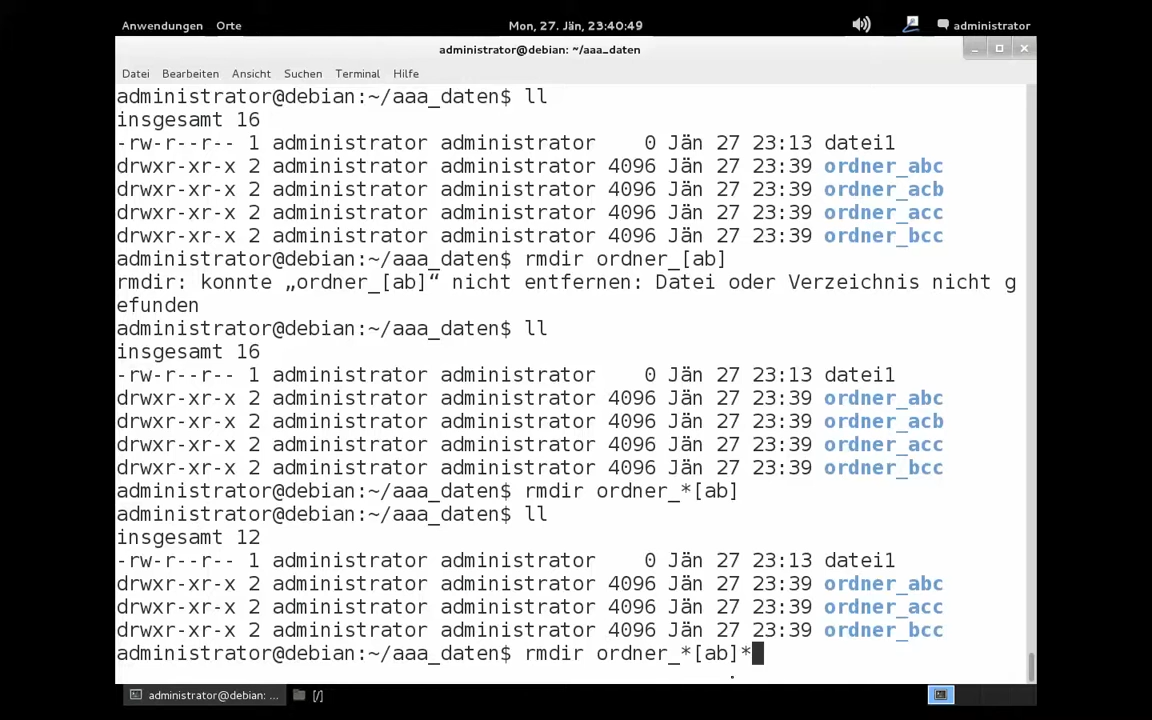 Anwendungen Orte Mon, 27. Jän, 23:40:49 administrator
administrator@debian: ~/aaa_daten
Datei Bearbeiten Ansicht Suchen Terminal Hilfe
administrator@debian:~/aaa_daten$ ll
insgesamt 16
-rw-r--r-- 1 administrator administrator    0 Jän 27 23:13 datei1
drwxr-xr-x 2 administrator administrator 4096 Jän 27 23:39 ordner_abc
drwxr-xr-x 2 administrator administrator 4096 Jän 27 23:39 ordner_acb
drwxr-xr-x 2 administrator administrator 4096 Jän 27 23:39 ordner_acc
drwxr-xr-x 2 administrator administrator 4096 Jän 27 23:39 ordner_bcc
administrator@debian:~/aaa_daten$ rmdir ordner_[ab]
rmdir: konnte „ordner_[ab]“ nicht entfernen: Datei oder Verzeichnis nicht g
efunden
administrator@debian:~/aaa_daten$ ll
insgesamt 16
-rw-r--r-- 1 administrator administrator    0 Jän 27 23:13 datei1
drwxr-xr-x 2 administrator administrator 4096 Jän 27 23:39 ordner_abc
drwxr-xr-x 2 administrator administrator 4096 Jän 27 23:39 ordner_acb
drwxr-xr-x 2 administrator administrator 4096 Jän 27 23:39 ordner_acc
drwxr-xr-x 2 administrator administrator 4096 Jän 27 23:39 ordner_bcc
administrator@debian:~/aaa_daten$ rmdir ordner_*[ab]
administrator@debian:~/aaa_daten$ ll
insgesamt 12
-rw-r--r-- 1 administrator administrator    0 Jän 27 23:13 datei1
drwxr-xr-x 2 administrator administrator 4096 Jän 27 23:39 ordner_abc
drwxr-xr-x 2 administrator administrator 4096 Jän 27 23:39 ordner_acc
drwxr-xr-x 2 administrator administrator 4096 Jän 27 23:39 ordner_bcc
administrator@debian:~/aaa_daten$ rmdir ordner_*[ab]*
administrator@debian: ... [/]